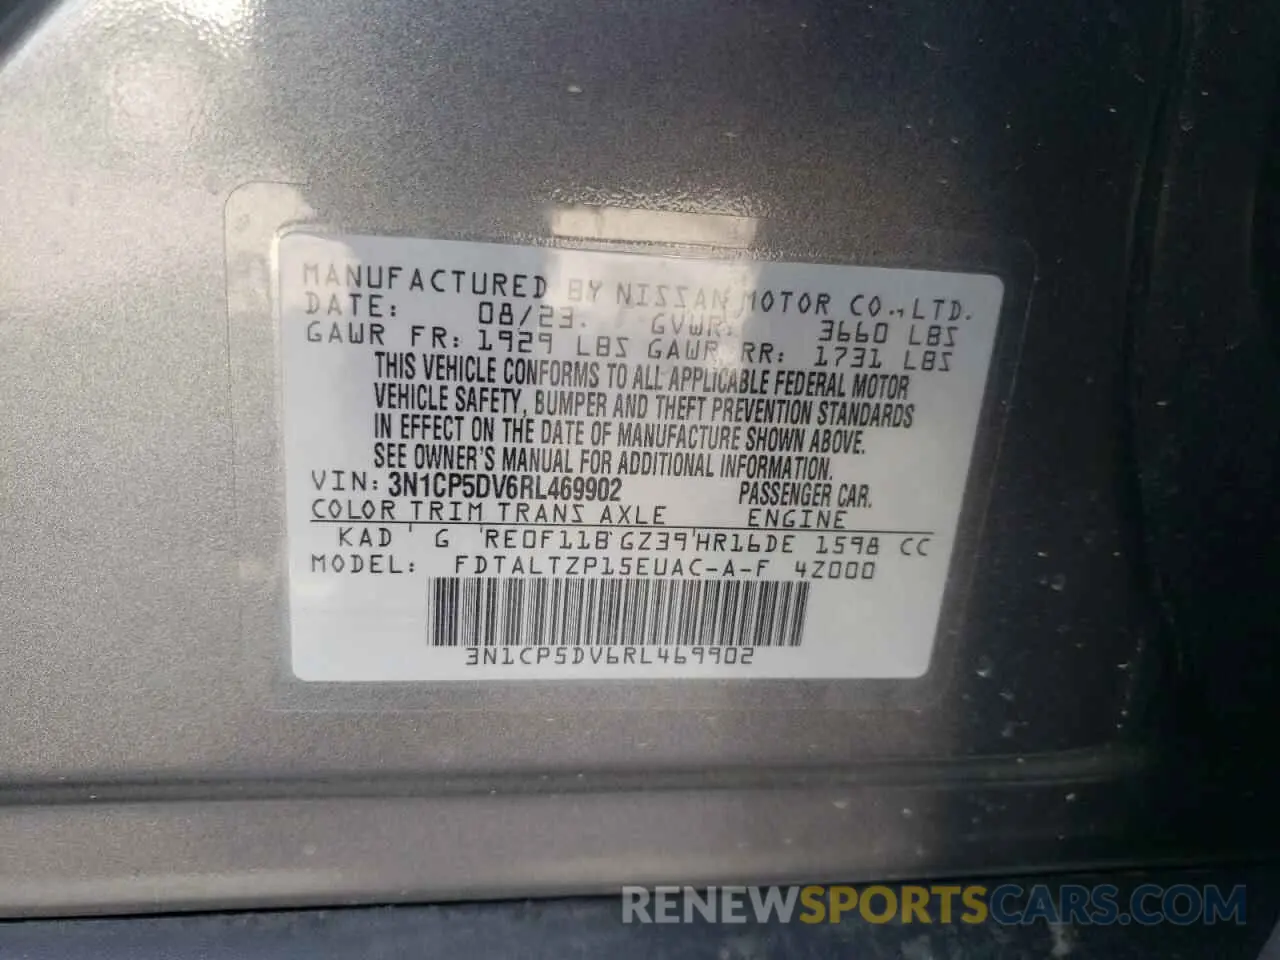 MANUFACTURED BY NISSAN MOTOR CO., LTD.
DATE: 08/23. GVWR: 3660 LBS
GAWR FR: 1929 LBS GAWR RR: 1731 LBS
THIS VEHICLE CONFORMS TO ALL APPLICABLE FEDERAL MOTOR
VEHICLE SAFETY, BUMPER AND THEFT PREVENTION STANDARDS
IN EFFECT ON THE DATE OF MANUFACTURE SHOWN ABOVE.
SEE OWNER'S MANUAL FOR ADDITIONAL INFORMATION.
VIN: 3N1CP5DV6RL469902 PASSENGER CAR.
COLOR TRIM TRANS AXLE ENGINE
KAD G RE0F11B GZ39 HR16DE 1598 CC
MODEL: FDTALTZP15EUAC-A-F 4Z000
3N1CP5DV6RL469902
RENEWSPORTSCARS.COM